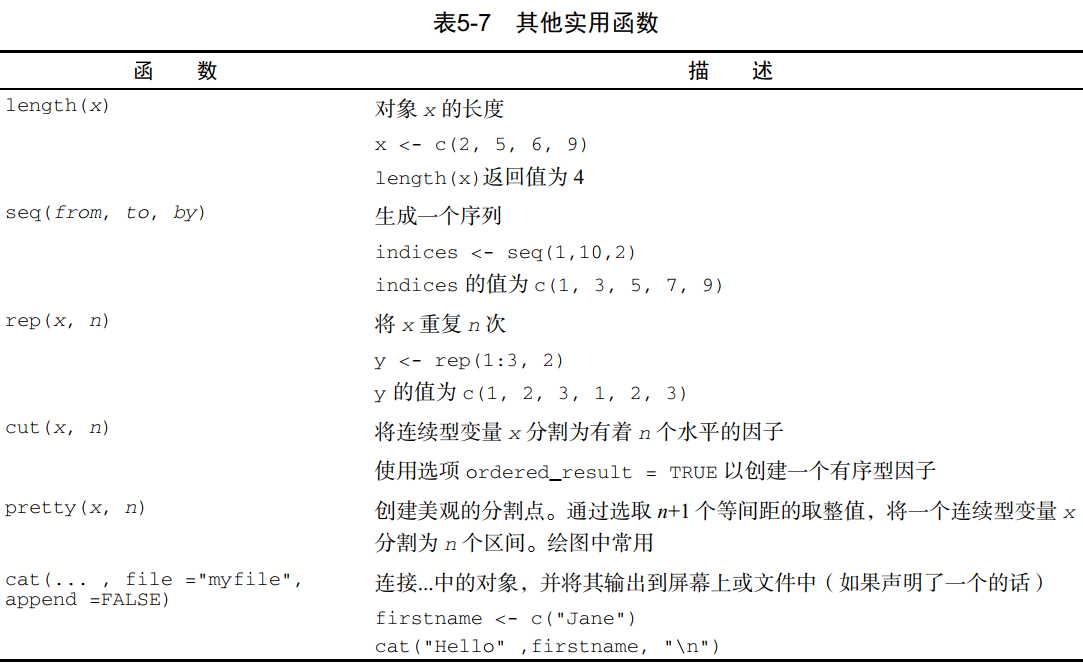 表5-7 其他实用函数
函 数 描 述
length(x) 对象 x 的长度
x <- c(2, 5, 6, 9)
length(x)返回值为 4
seq(from, to, by) 生成一个序列
indices <- seq(1,10,2)
indices 的值为 c(1, 3, 5, 7, 9)
rep(x, n) 将 x 重复 n 次
y <- rep(1:3, 2)
y 的值为 c(1, 2, 3, 1, 2, 3)
cut(x, n) 将连续型变量 x 分割为有着 n 个水平的因子
使用选项 ordered_result = TRUE 以创建一个有序型因子
pretty(x, n) 创建美观的分割点。通过选取 n+1 个等间距的取整值，将一个连续型变量 x
分割为 n 个区间。绘图中常用
cat(... , file ="myfile", 连接...中的对象，并将其输出到屏幕上或文件中（如果声明了一个的话）
append =FALSE)
firstname <- c("Jane")
cat("Hello" ,firstname, "\n")